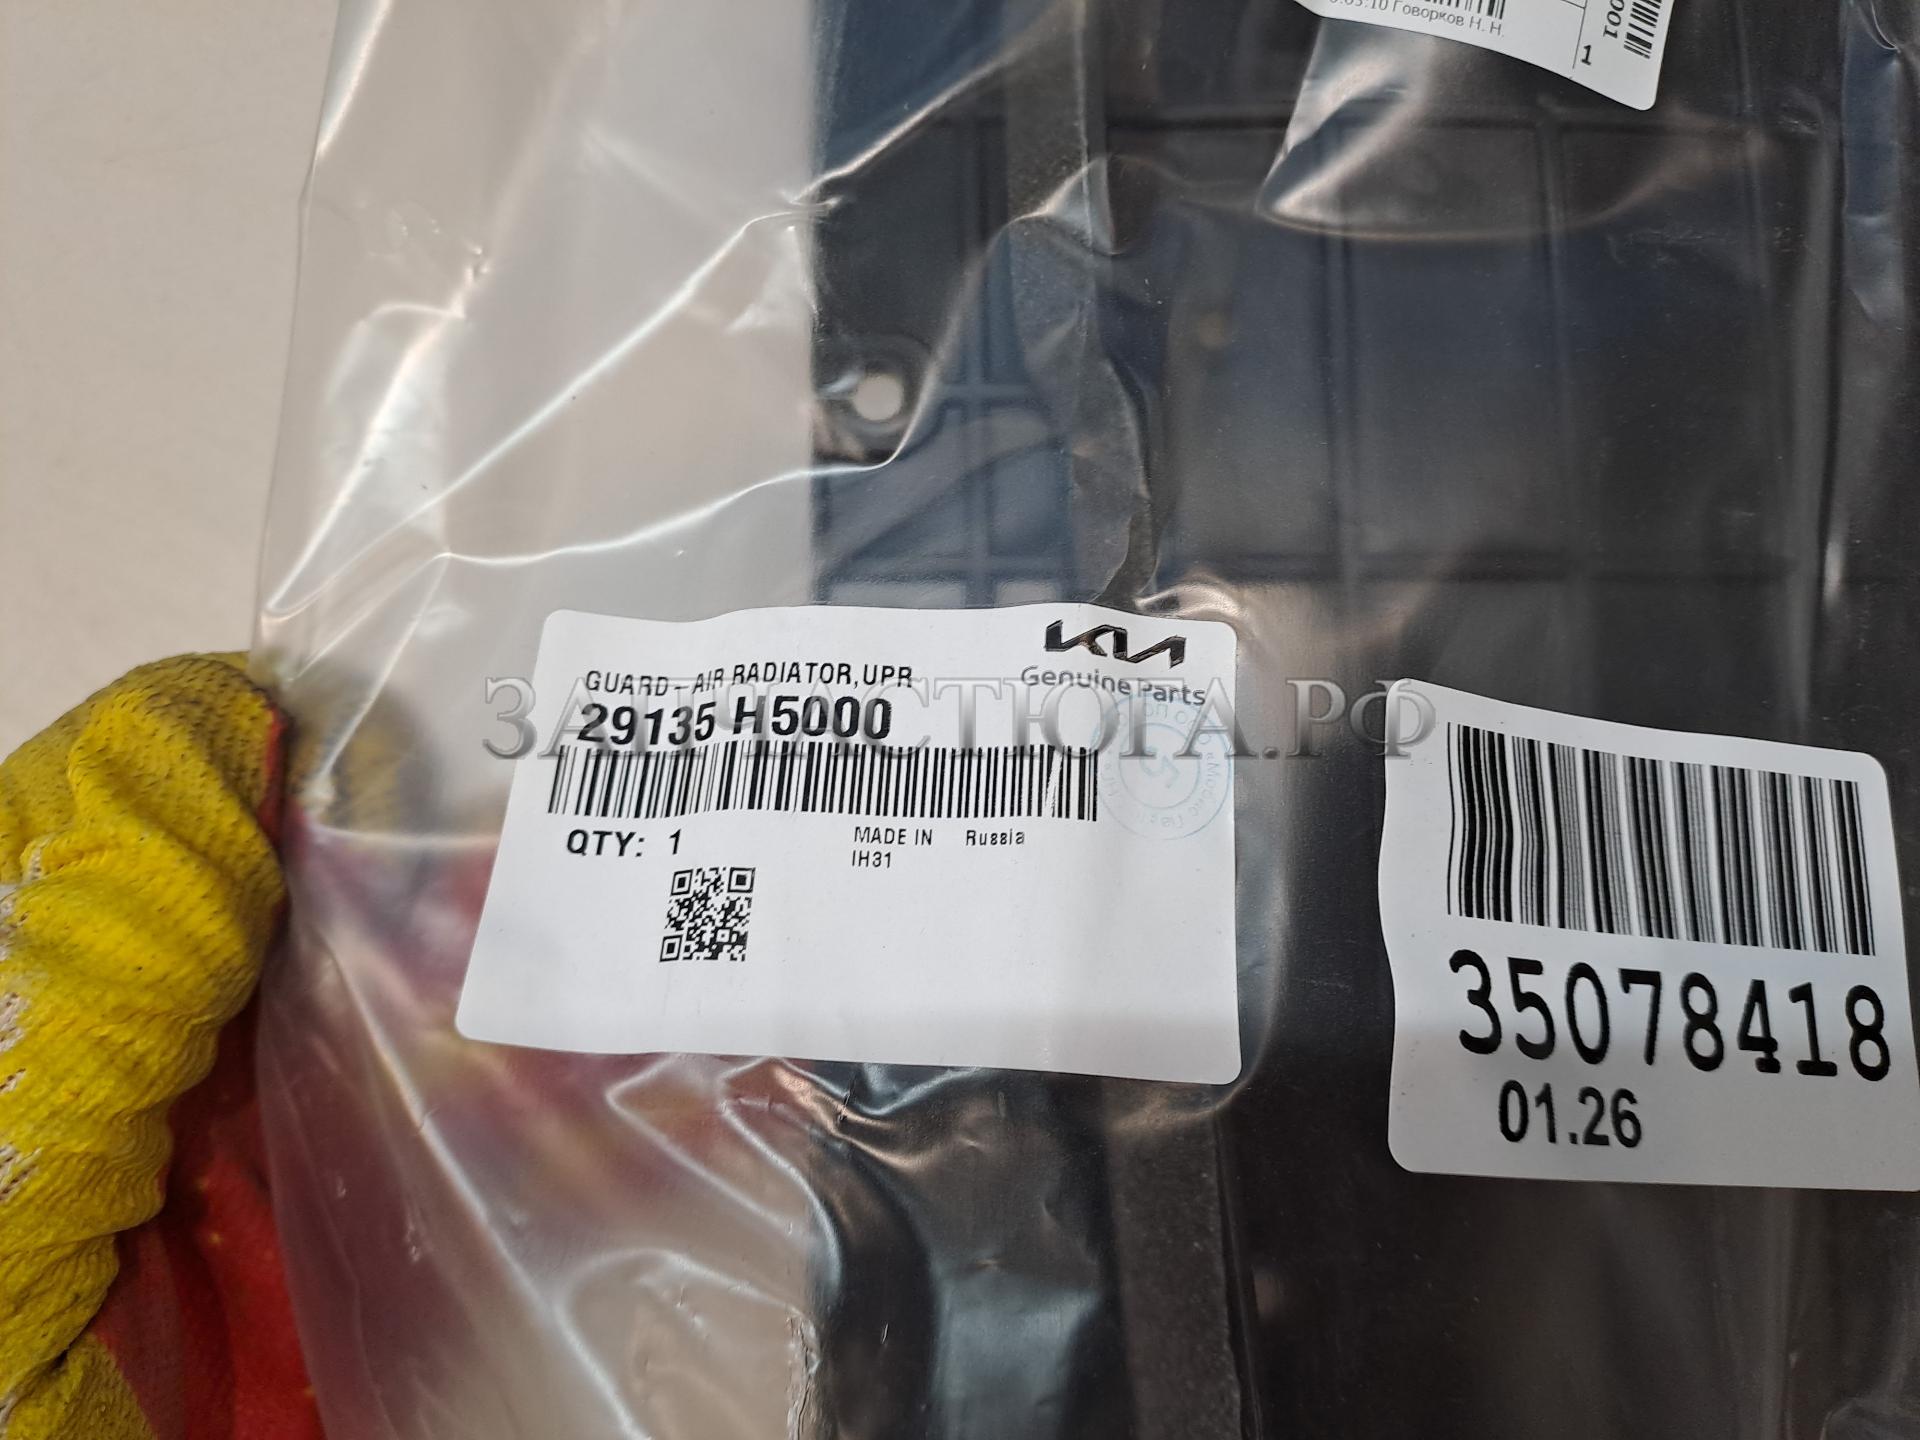 Говорков Н. Н.
1
KIA
Genuine Parts
GUARD-AIR RADIATOR,UPR
29135 H5000
ЗАПЧАСТЮГА.РФ
QTY: 1
MADE IN Russia
IH31
35078418
01.26